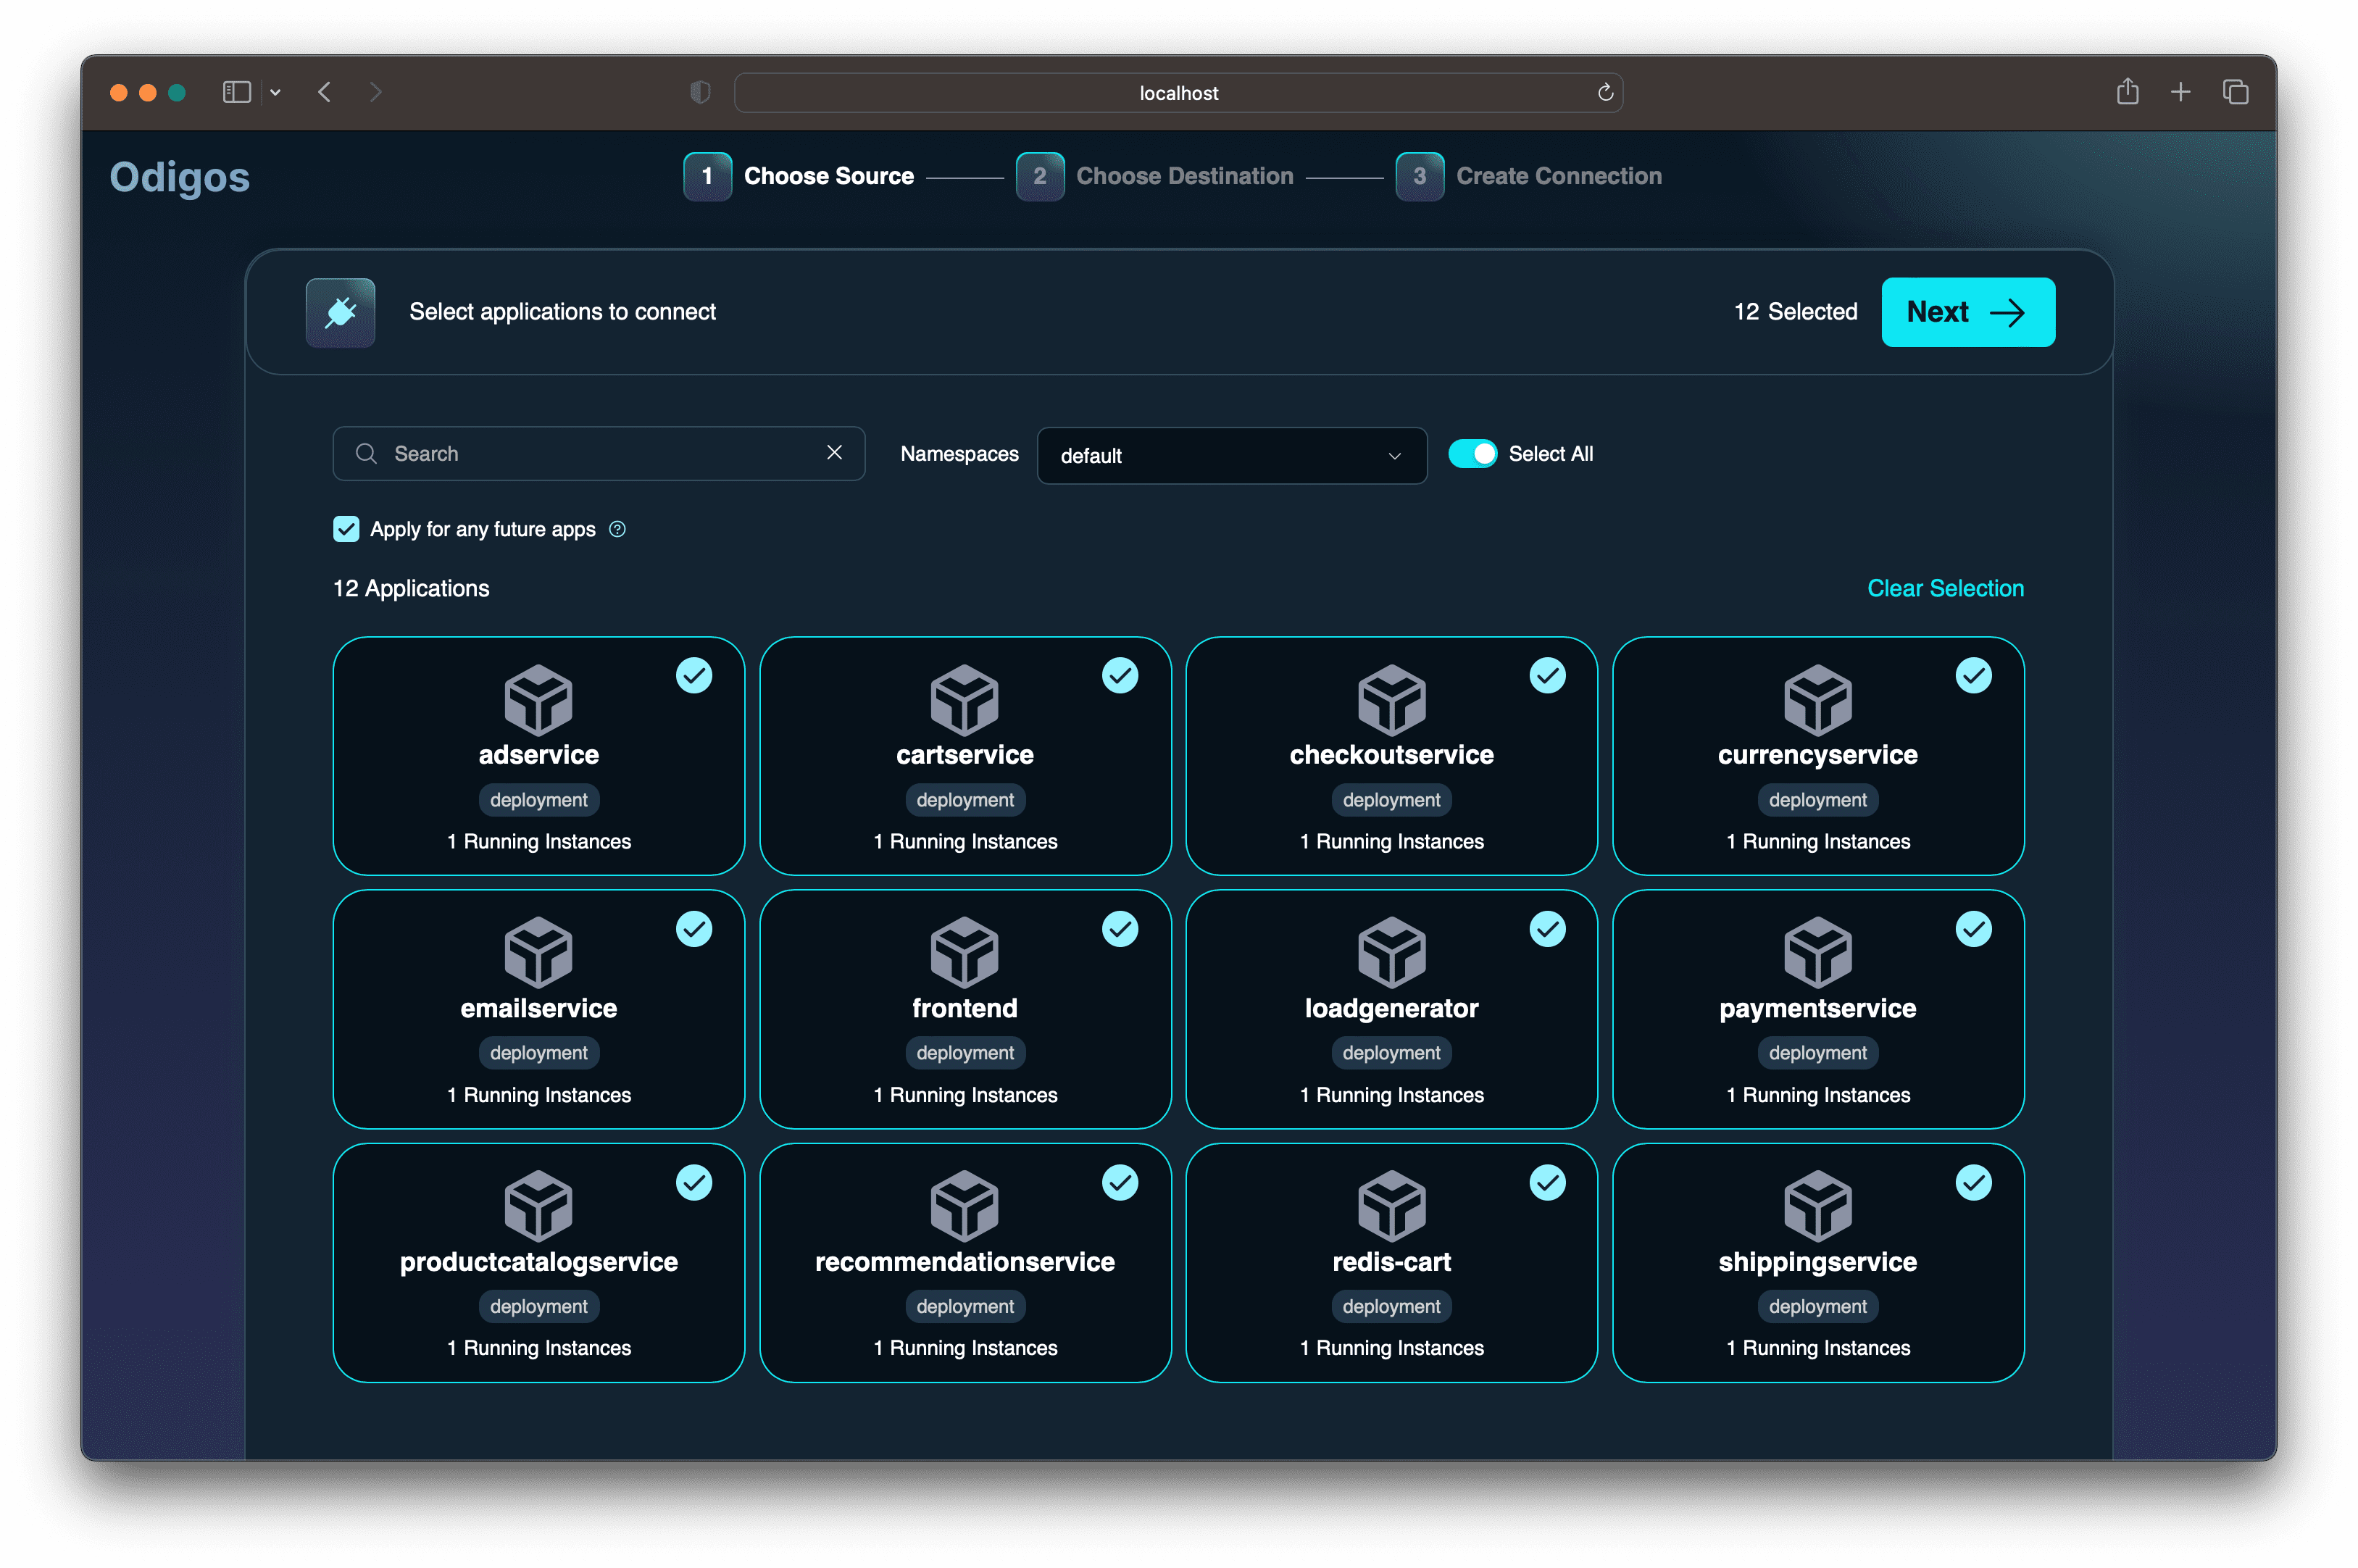 localhost
Odigos
1 Choose Source 2 Choose Destination 3 Create Connection
Select applications to connect 12 Selected Next
Search Namespaces default Select All
Apply for any future apps ?
12 Applications Clear Selection
adservice cartservice checkoutservice currencyservice
deployment deployment deployment deployment
1 Running Instances 1 Running Instances 1 Running Instances 1 Running Instances
emailservice frontend loadgenerator paymentservice
deployment deployment deployment deployment
1 Running Instances 1 Running Instances 1 Running Instances 1 Running Instances
productcatalogservice recommendationservice redis-cart shippingservice
deployment deployment deployment deployment
1 Running Instances 1 Running Instances 1 Running Instances 1 Running Instances